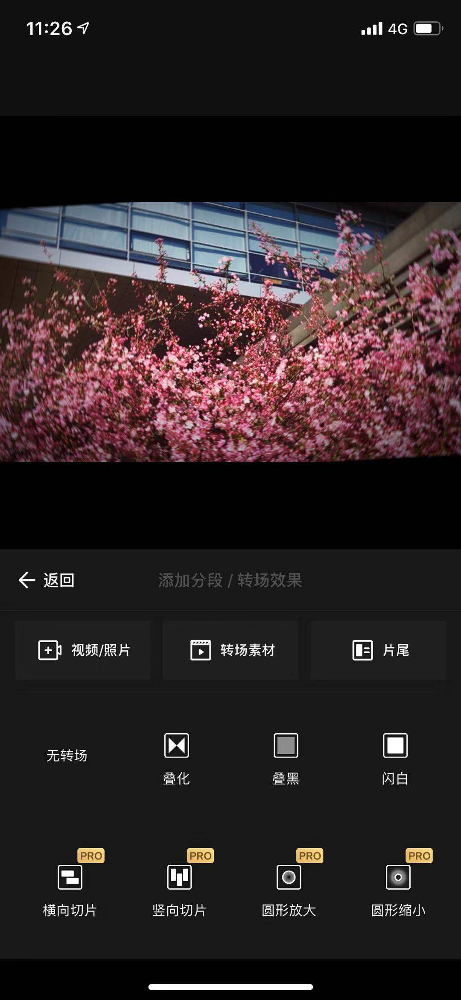 11:26 4G
返回 添加分段 / 转场效果
视频/照片 转场素材 片尾
无转场 叠化 叠黑 闪白
PRO PRO PRO PRO
横向切片 竖向切片 圆形放大 圆形缩小